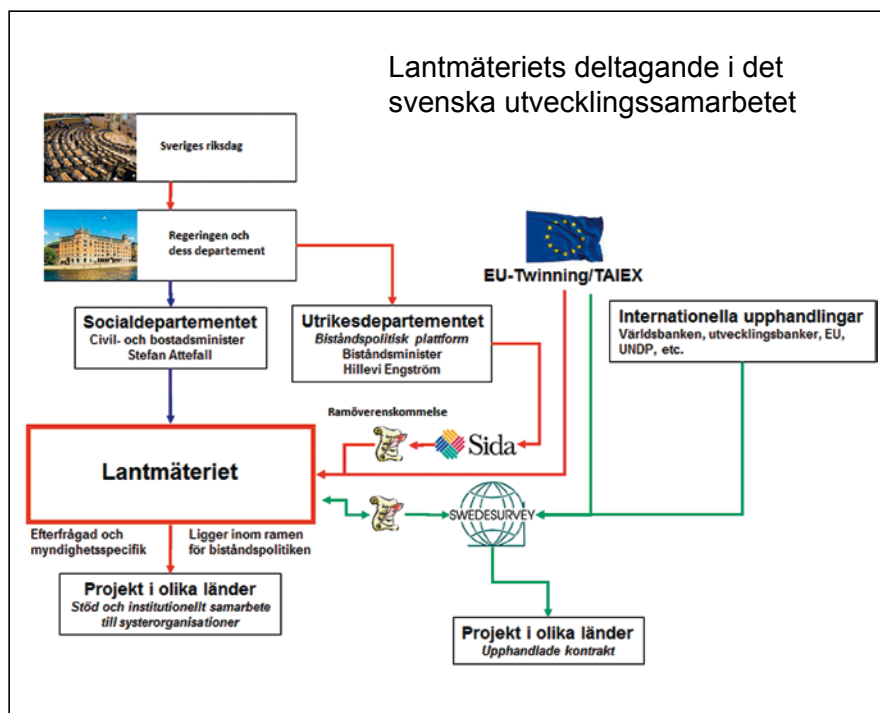 Lantmäteriets deltagande i det
svenska utvecklingssamarbetet
Sveriges riksdag
Regeringen och
dess departement
EU-Twinning/TAIEX
Socialdepartementet
Civil- och bostadsminister
Stefan Attefall
Utrikesdepartementet
Biståndspolitisk plattform
Biståndsminister
Hillevi Engström
Internationella upphandlingar
Världsbanken, utvecklingsbanker, EU,
UNDP, etc.
Ramöverenskommelse
Sida
Lantmäteriet
SWEDESURVEY
Efterfrågad och
myndighetsspecifik
Ligger inom ramen
för biståndspolitiken
Projekt i olika länder
Stöd och institutionellt samarbete
till systerorganisationer
Projekt i olika länder
Upphandlade kontrakt